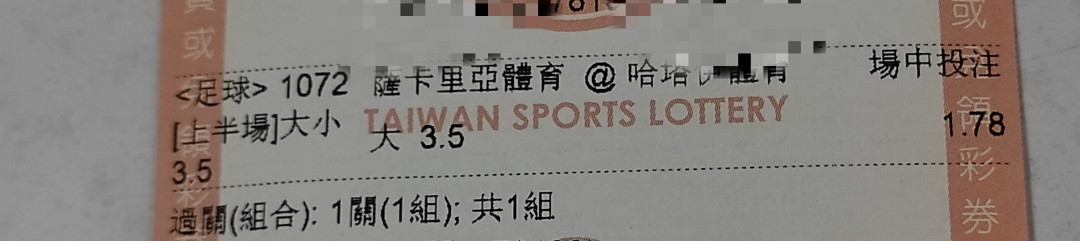 <足球> 1072 薩卡里亞體育 @ 哈塔伊體育 場中投注
TAIWAN SPORTS LOTTERY
[上半場]大小 大 3.5 1.78
3.5
過關(組合): 1關(1組); 共1組
或
或
領
彩
券